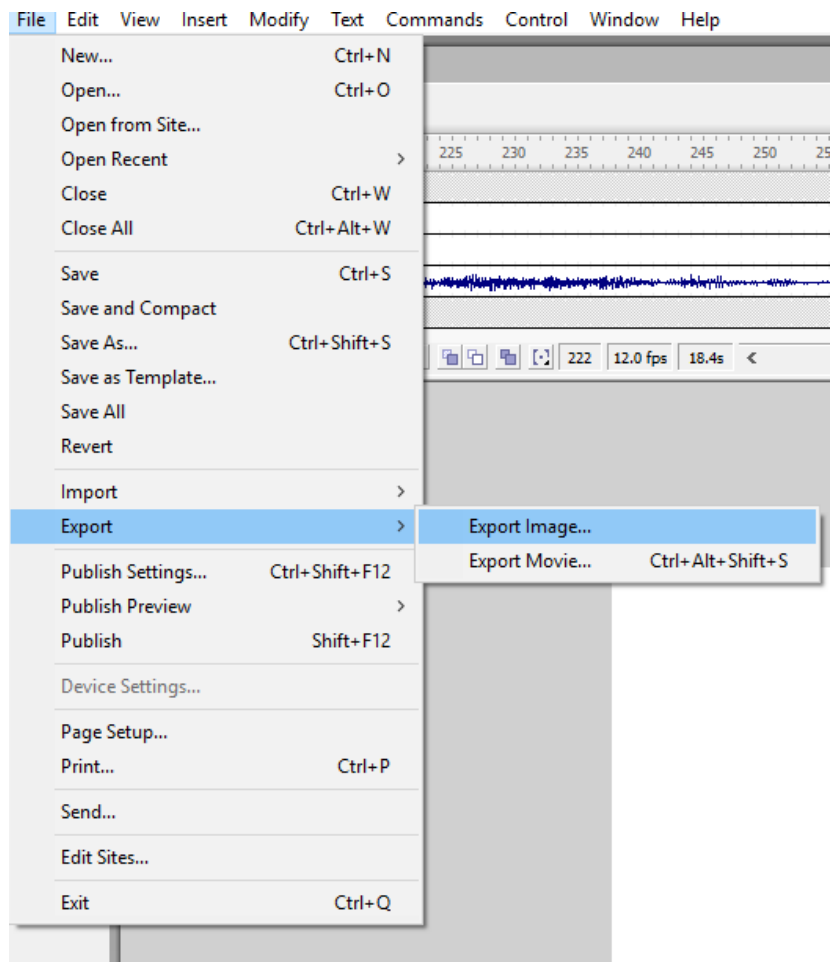 File Edit View Insert Modify Text Commands Control Window Help
New... Ctrl+N
Open... Ctrl+O
Open from Site...
Open Recent >
Close Ctrl+W
Close All Ctrl+Alt+W
Save Ctrl+S
Save and Compact
Save As... Ctrl+Shift+S
Save as Template...
Save All
Revert
Import >
Export >
Publish Settings... Ctrl+Shift+F12
Publish Preview >
Publish Shift+F12
Device Settings...
Page Setup...
Print... Ctrl+P
Send...
Edit Sites...
Exit Ctrl+Q
225 230 235 240 245 250 25
222 12.0 fps 18.4s <
Export Image...
Export Movie... Ctrl+Alt+Shift+S